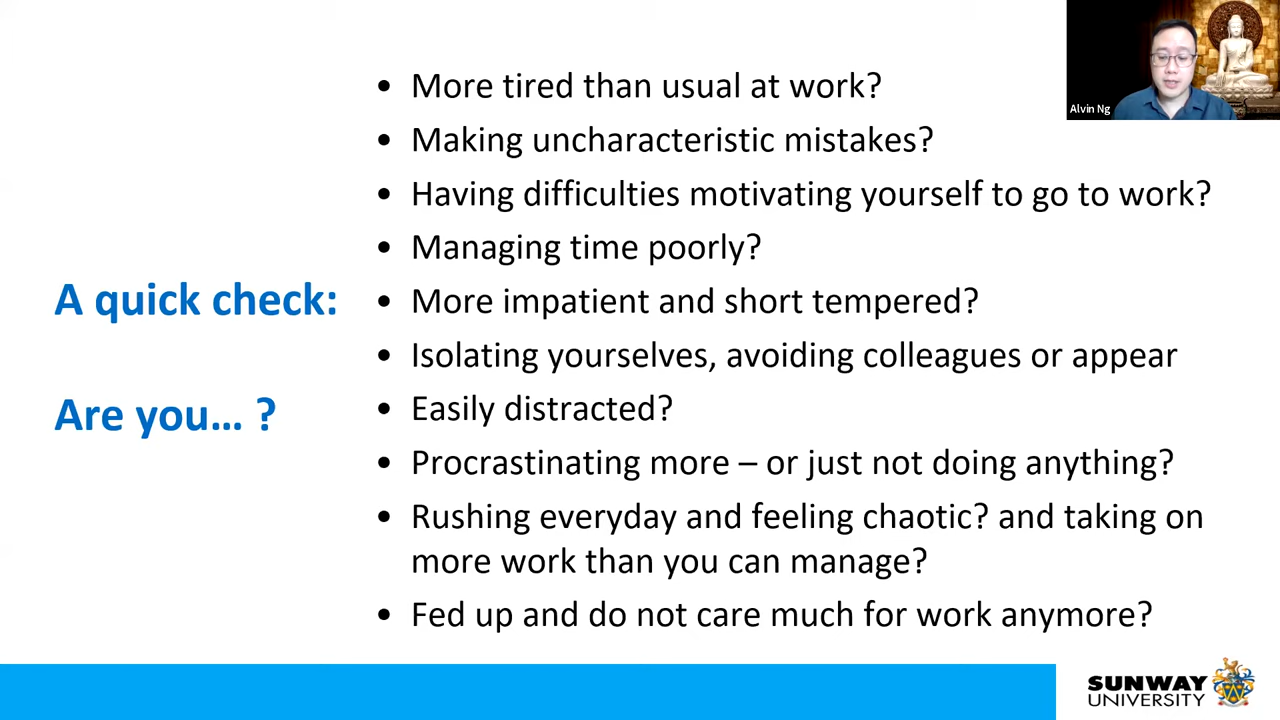 A quick check:
Are you... ?
• More tired than usual at work?
• Making uncharacteristic mistakes?
• Having difficulties motivating yourself to go to work?
• Managing time poorly?
• More impatient and short tempered?
• Isolating yourselves, avoiding colleagues or appear
• Easily distracted?
• Procrastinating more – or just not doing anything?
• Rushing everyday and feeling chaotic? and taking on
more work than you can manage?
• Fed up and do not care much for work anymore?
Alvin Ng
SUNWAY
UNIVERSITY